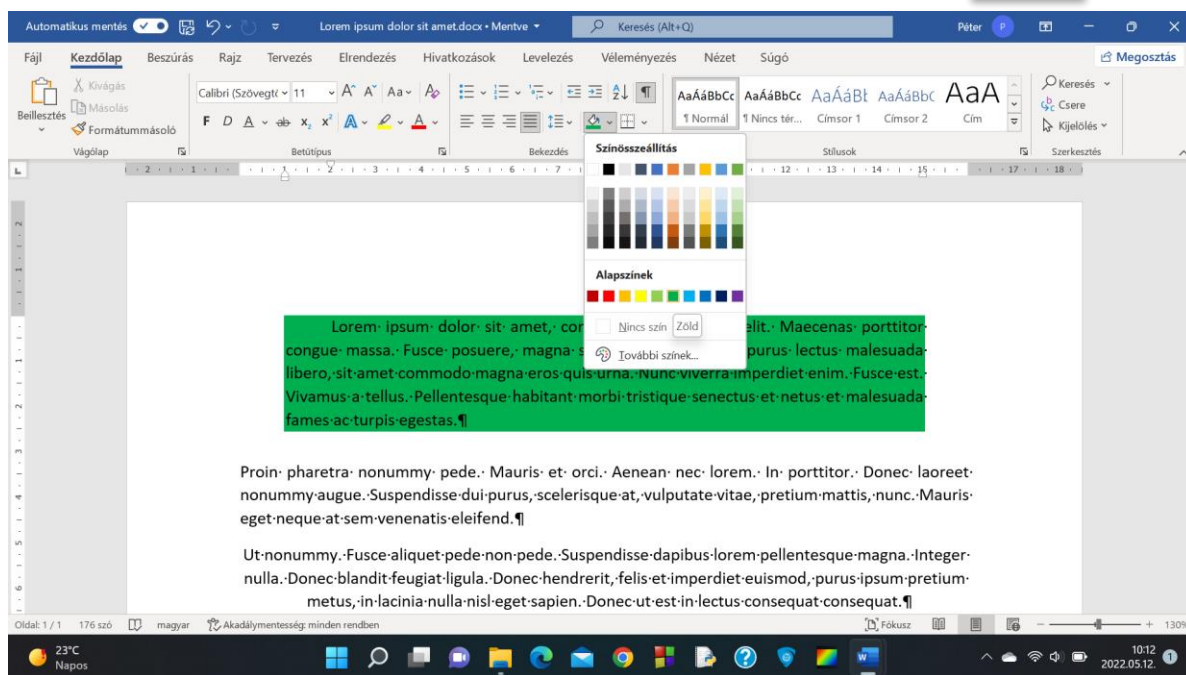 Automatikus mentés
Lorem ipsum dolor sit amet.docx • Mentve
Keresés (Alt+Q)
Péter
P
Fájl Kezdőlap Beszúrás Rajz Tervezés Elrendezés Hivatkozások Levelezés Véleményezés Nézet Súgó
Megosztás
Beillesztés
Kivágás
Másolás
Formátummásoló
Vágólap
Calibri (Szövegtö 11
Betűtípus
Bekezdés
AaÁáBbCc AaÁáBbCc AaÁáBb AaÁáBbC AaA
¶ Normál ¶ Nincs tér... Címsor 1 Címsor 2 Cím
Stílusok
Keresés
Csere
Kijelölés
Szerkesztés
Színösszeállítás
Alapszínek
Nincs szín
Zöld
További színek...
Lorem ipsum dolor sit amet, elit. Maecenas porttitor
congue massa. Fusce posuere, magna purus lectus malesuada
libero, sit amet commodo magna eros quis urna. Nunc viverra imperdiet enim. Fusce est.
Vivamus a tellus. Pellentesque habitant morbi tristique senectus et netus et malesuada
fames ac turpis egestas.¶
Proin pharetra nonummy pede. Mauris et orci. Aenean nec lorem. In porttitor. Donec laoreet
nonummy augue. Suspendisse dui purus, scelerisque at, vulputate vitae, pretium mattis, nunc. Mauris
eget neque at sem venenatis eleifend.¶
Ut nonummy. Fusce aliquet pede non pede. Suspendisse dapibus lorem pellentesque magna. Integer
nulla. Donec blandit feugiat ligula. Donec hendrerit, felis et imperdiet euismod, purus ipsum pretium
metus, in lacinia nulla nisl eget sapien. Donec ut est in lectus consequat consequat.¶
Oldal: 1 / 1 176 szó magyar Akadálymentesség: minden rendben
Fókusz
130%
23°C
Napos
10:12
2022.05.12.
1